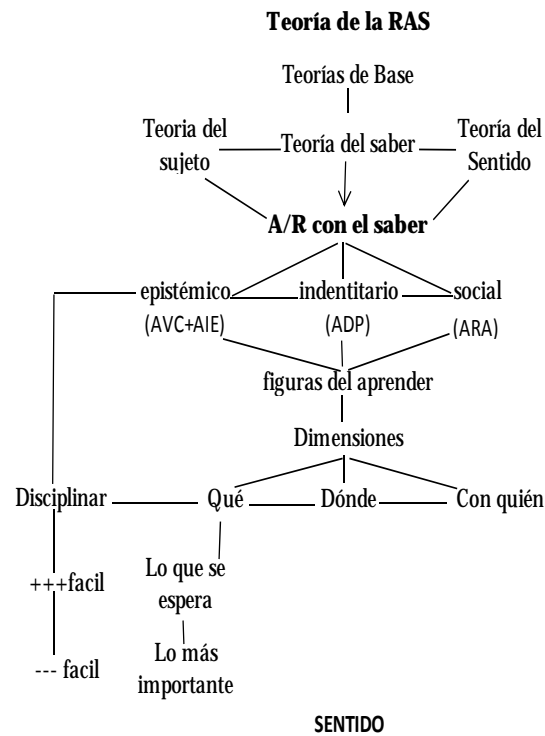 Teoría de la RAS
Teorías de Base
Teoria del sujeto
Teoría del saber
Teoría del Sentido
A/R con el saber
epistémico
indentitario
social
(AVC+AIE)
(ADP)
(ARA)
figuras del aprender
Dimensiones
Disciplinar
Qué
Dónde
Con quién
+++facil
Lo que se
espera
--- facil
Lo más
importante
SENTIDO